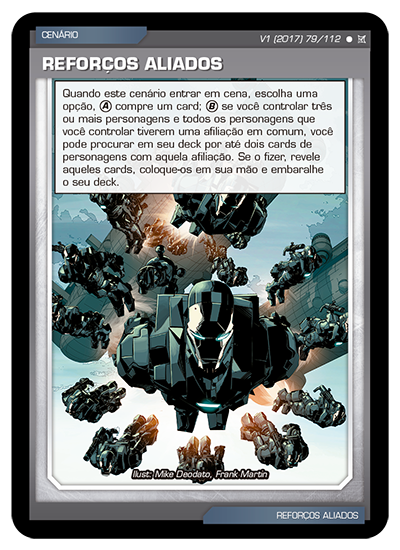 CENÁRIO
V1 (2017) 79/112
REFORÇOS ALIADOS
Quando este cenário entrar em cena, escolha uma
opção, A compre um card; B se você controlar três
ou mais personagens e todos os personagens que
você controlar tiverem uma afiliação em comum, você
pode procurar em seu deck por até dois cards de
personagens com aquela afiliação. Se o fizer, revele
aqueles cards, coloque-os em sua mão e embaralhe
o seu deck.
Ilust: Mike Deodato, Frank Martin
REFORÇOS ALIADOS